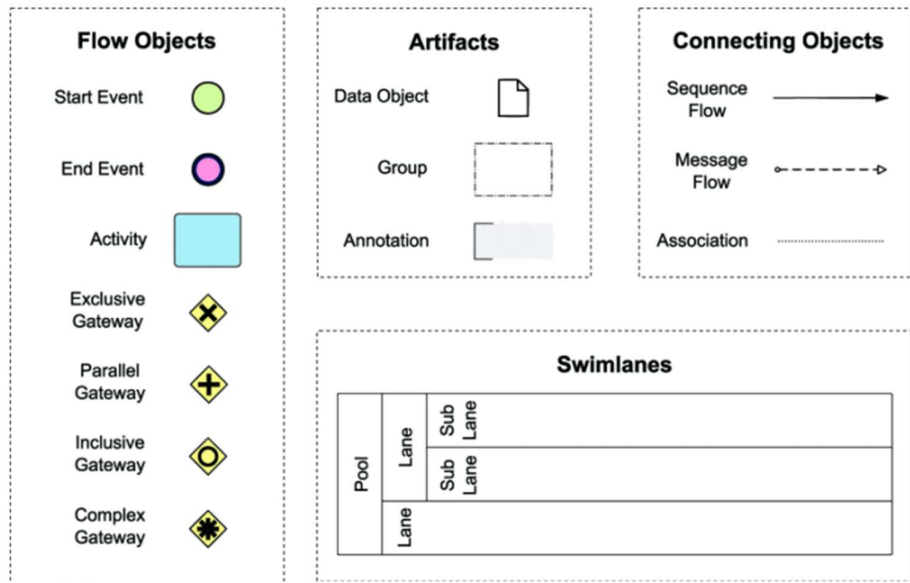 Flow Objects
Start Event
End Event
Activity
Exclusive
Gateway
Parallel
Gateway
Inclusive
Gateway
Complex
Gateway
Artifacts
Data Object
Group
Annotation
Connecting Objects
Sequence
Flow
Message
Flow
Association
Swimlanes
Pool
Lane
Sub
Lane
Sub
Lane
Lane